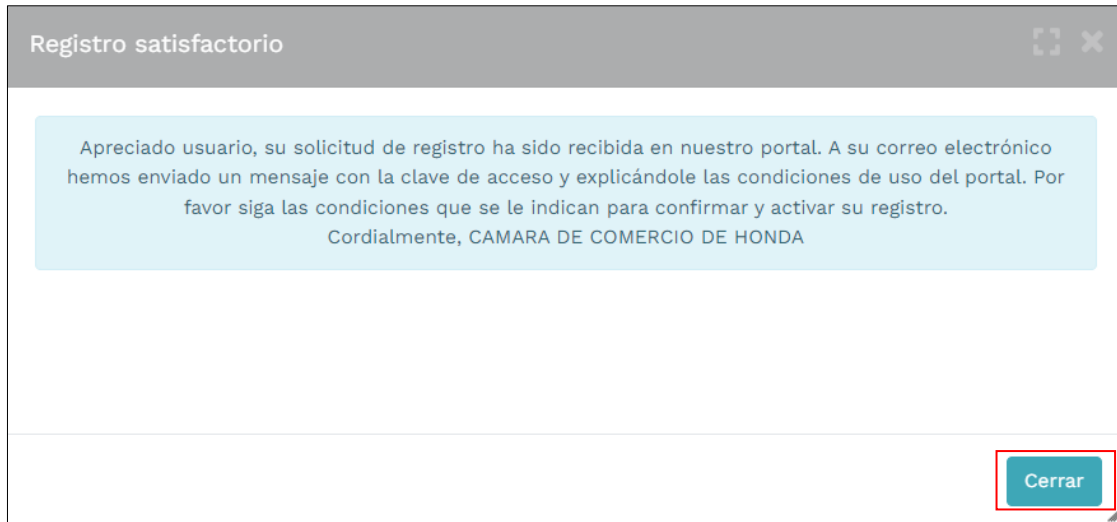 Registro satisfactorio
Apreciado usuario, su solicitud de registro ha sido recibida en nuestro portal. A su correo electrónico
hemos enviado un mensaje con la clave de acceso y explicándole las condiciones de uso del portal. Por
favor siga las condiciones que se le indican para confirmar y activar su registro.
Cordialmente, CAMARA DE COMERCIO DE HONDA
Cerrar